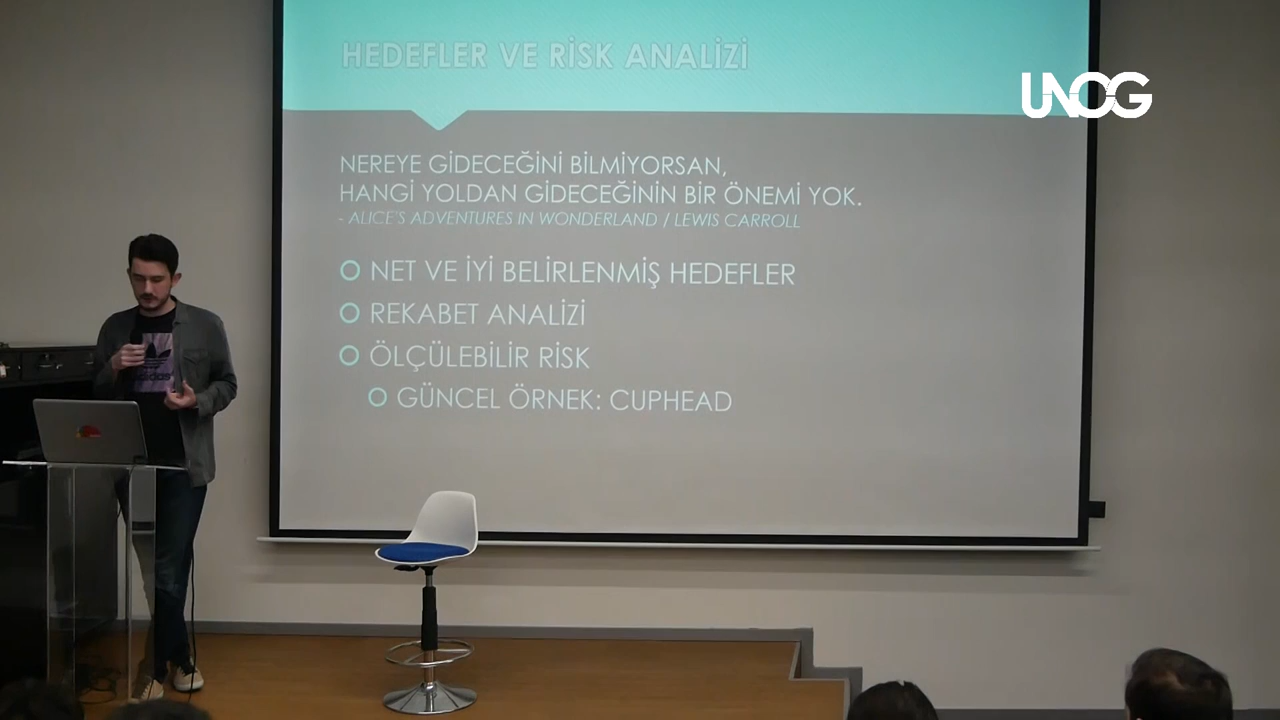 HEDEFLER VE RİSK ANALİZİ
UNOG
NEREYE GİDECEĞİNİ BİLMİYORSAN,
HANGİ YOLDAN GİDECEĞİNİN BİR ÖNEMİ YOK.
- ALICE'S ADVENTURES IN WONDERLAND / LEWIS CARROLL
NET VE İYİ BELİRLENMİŞ HEDEFLER
REKABET ANALİZİ
ÖLÇÜLEBİLİR RİSK
GÜNCEL ÖRNEK: CUPHEAD
adidas